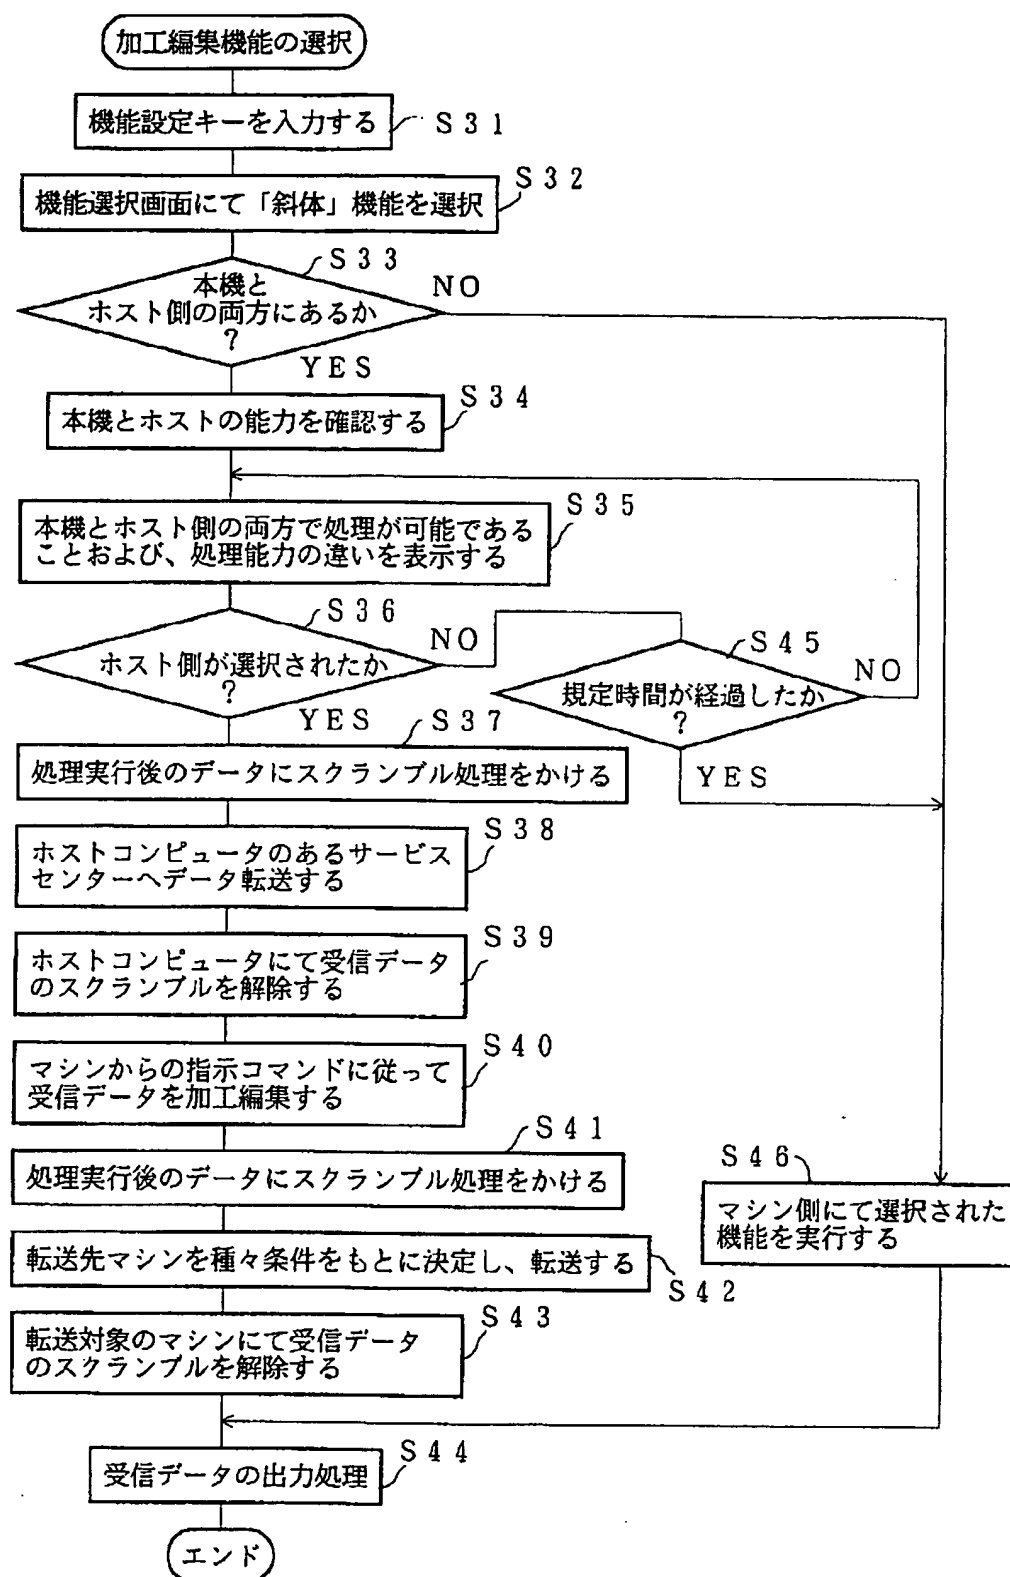 加工編集機能の選択
機能設定キーを入力する
S31
機能選択画面にて「斜体」機能を選択
S32
S33
本機と
ホスト側の両方にあるか
?
NO
YES
本機とホストの能力を確認する
S34
本機とホスト側の両方で処理が可能である
ことおよび、処理能力の違いを表示する
S35
S36
ホスト側が選択されたか
?
NO
YES
S45
規定時間が経過したか
?
NO
YES
S37
処理実行後のデータにスクランブル処理をかける
ホストコンピュータのあるサービス
センターへデータ転送する
S38
ホストコンピュータにて受信データ
のスクランブルを解除する
S39
マシンからの指示コマンドに従って
受信データを加工編集する
S40
S41
処理実行後のデータにスクランブル処理をかける
S46
マシン側にて選択された
機能を実行する
転送先マシンを種々条件をもとに決定し、転送する
S42
転送対象のマシンにて受信データ
のスクランブルを解除する
S43
受信データの出力処理
S44
エンド